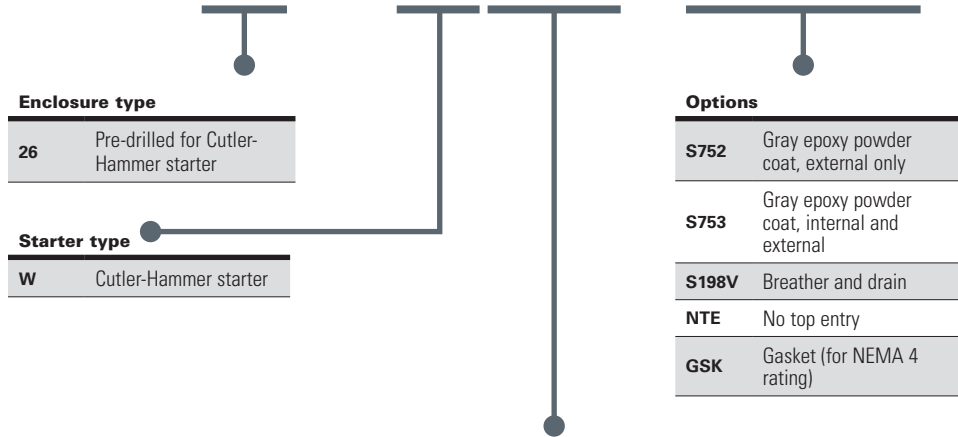 Enclosure type
26 Pre-drilled for Cutler-
Hammer starter
Starter type
W Cutler-Hammer starter
Options
S752 Gray epoxy powder
coat, external only
S753 Gray epoxy powder
coat, internal and
external
S198V Breather and drain
NTE No top entry
GSK Gasket (for NEMA 4
rating)